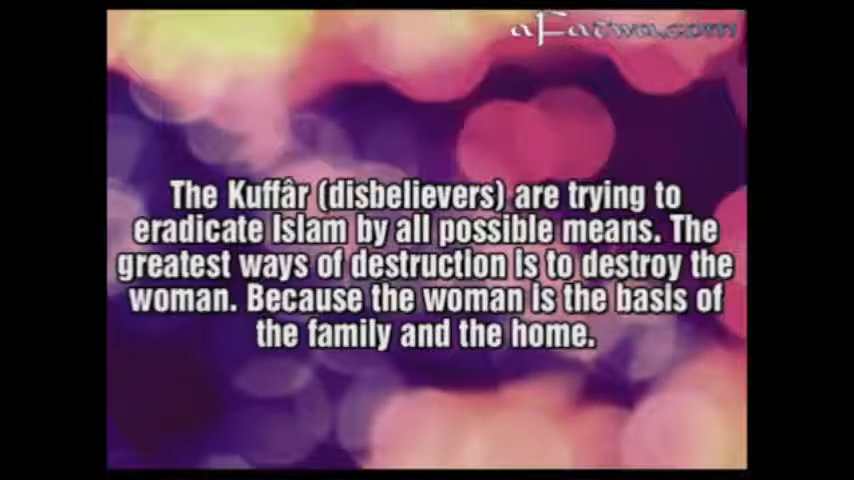 aFatwa.com
The Kuffâr (disbelievers) are trying to
eradicate Islam by all possible means. The
greatest ways of destruction is to destroy the
woman. Because the woman is the basis of
the family and the home.